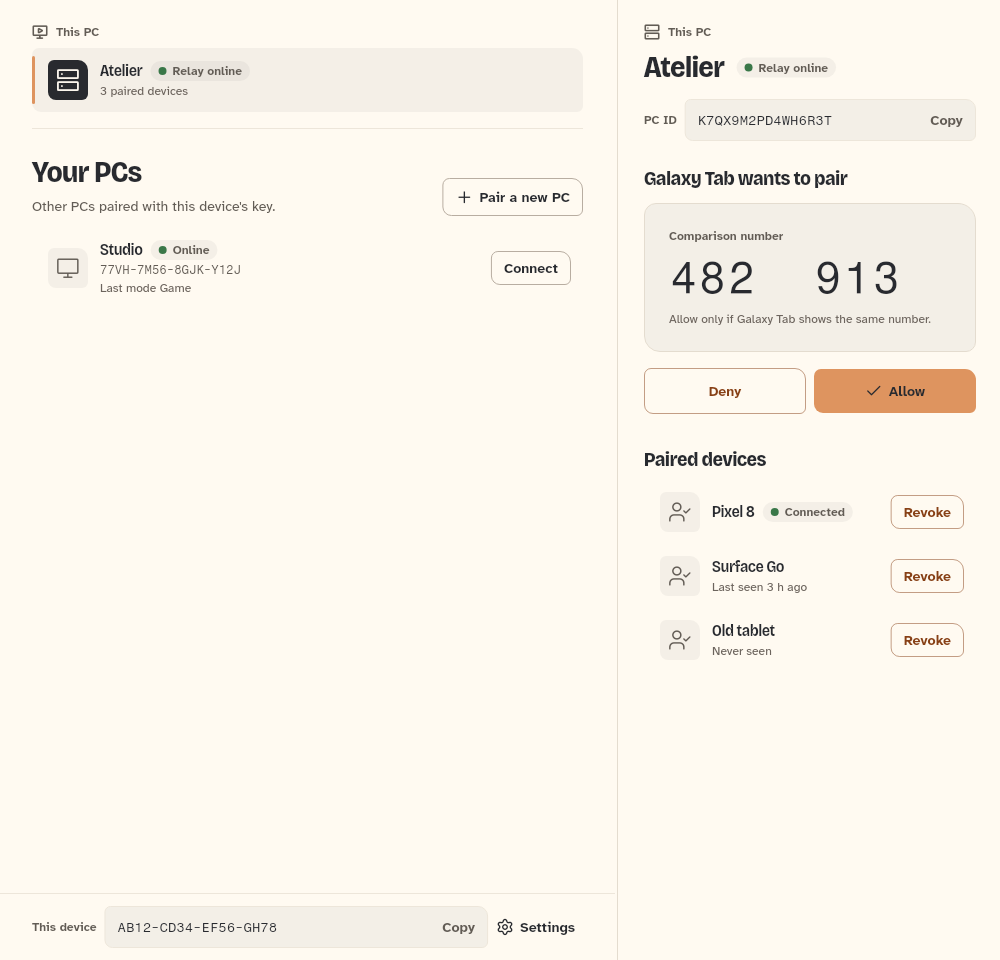 This PC
Atelier
Relay online
3 paired devices
Your PCs
Other PCs paired with this device's key.
Pair a new PC
Studio
Online
77VH-7M56-8GJK-Y12J
Last mode Game
Connect
This device
AB12-CD34-EF56-GH78
Copy
Settings
This PC
Atelier
Relay online
PC ID
K7QX9M2PD4WH6R3T
Copy
Galaxy Tab wants to pair
Comparison number
482 913
Allow only if Galaxy Tab shows the same number.
Deny
Allow
Paired devices
Pixel 8
Connected
Revoke
Surface Go
Last seen 3 h ago
Revoke
Old tablet
Never seen
Revoke